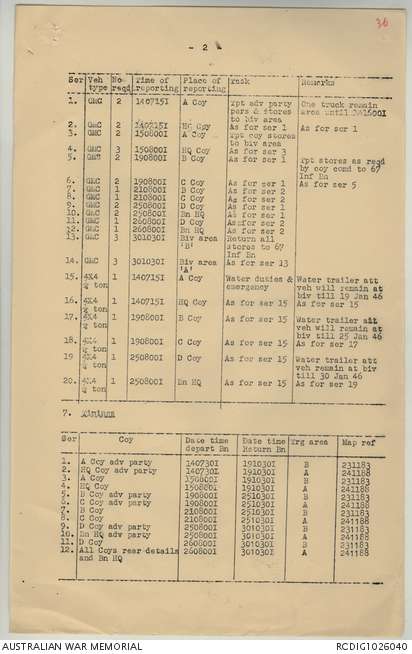 36
- 2 -
Ser Veh type No reqd Time of reporting Place of reporting Task Remarks
1. GMC 2 140715I A Coy Tpt adv party pers & stores to biv area One truck remain area until 141600I
2. GMC 2 140715I HQ Coy As for ser 1 As for ser 1
3. GMC 2 150800I A Coy Tpt coy stores to biv area
4. GMC 3 150800I HQ Coy As for ser 3
5. GMC 2 190800I B Coy As for ser 1 Tpt stores as reqd by coy comd to 67 Inf Bn
6. GMC 2 190800I C Coy As for ser 1 As for ser 5
7. GMC 1 210800I B Coy As for ser 2
8. GMC 1 210800I C Coy As for ser 2
9. GMC 2 250800I D Coy As for ser 2
10. GMC 2 250800I Bn HQ As for ser 1
11. GMC 1 260800I D Coy As for ser 2
12. GMC 1 260800I Bn HQ As for ser 2
13. GMC 3 301030I Biv area 'B' Return all stores to 67 Inf Bn
14. GMC 3 301030I Biv area 'A' As for ser 13
15. 4X4 ¼ ton 1 140715I A Coy Water duties & emergency Water trailer att veh will remain at biv till 19 Jan 46
16. 4X4 ¼ ton 1 140715I HQ Coy As for ser 15 As for ser 15
17. 4X4 ¼ ton 1 190800I B Coy As for ser 15 Water trailer att veh will remain at biv till 25 Jan 46
18. 4X4 ¼ ton 1 190800I C Coy As for ser 15 As for ser 17
19. 4X4 ¼ ton 1 250800I D Coy As for ser 15 Water trailer att veh remain at biv till 30 Jan 46
20. 4X4 ¼ ton 1 250800I Bn HQ As for ser 15 As for ser 19
7.
Ser Coy Date time depart Bn Date time Return Bn Trg area Map ref
1. A Coy adv party 140730I 191030I B 231183
2. HQ Coy adv party 140730I 191030I A 241188
3. A Coy 150800I 191030I B 231183
4. HQ Coy 150800I 191030I A 241188
5. B Coy adv party 190800I 251030I B 231183
6. C Coy adv party 190800I 251030I A 241188
7. B Coy 210800I 251030I B 231183
8. C Coy 210800I 251030I A 241188
9. D Coy adv party 250800I 301030I B 231183
10. Bn HQ adv party 250800I 301030I A 241188
11. D Coy 260800I 301030I B 231183
12. All Coys rear details and Bn HQ 260800I 301030I A 241188
AUSTRALIAN WAR MEMORIAL RCDIG1026040